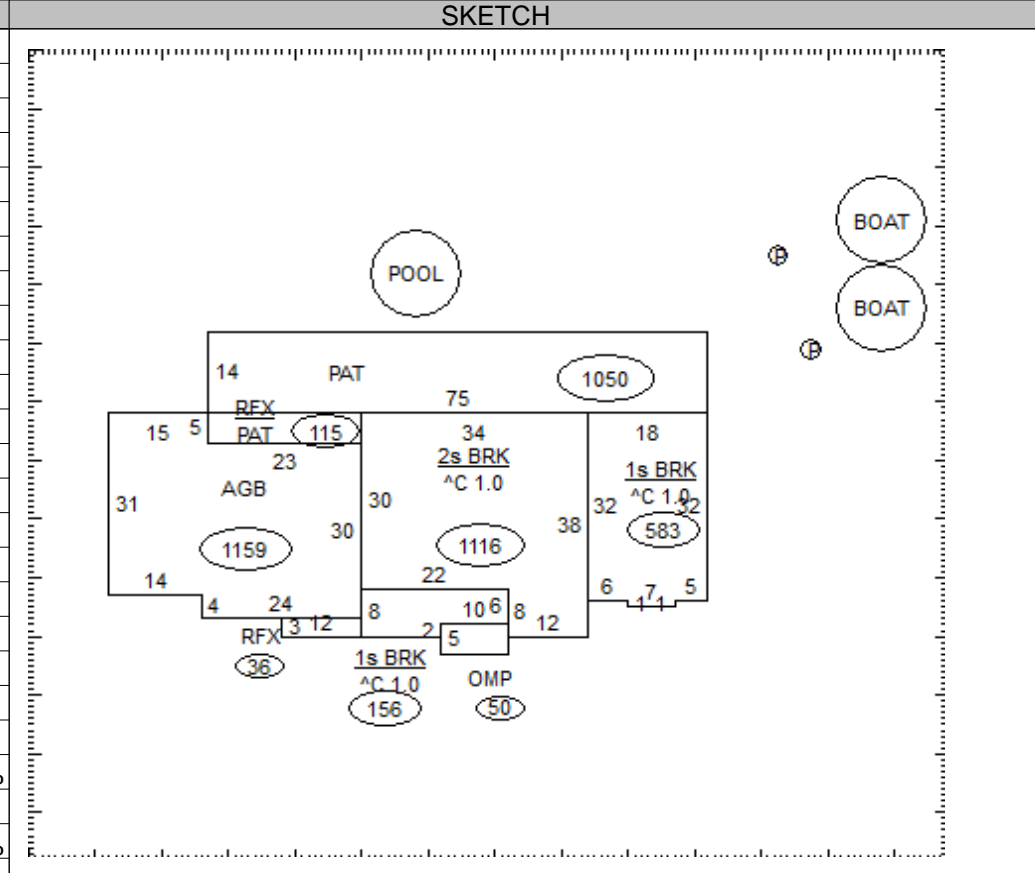 SKETCH
BOAT
P
POOL
BOAT
P
14 PAT 1050
75
RFX
15 5 PAT 115 34 18
23 2s BRK 1s BRK
AGB ^C 1.0 ^C 1.0
31 30 32 32
30 38 583
1159 1116
14 22 6 7 5
4 24 8 10 6 8 1 1
3 12 2 5 12
RFX
36 1s BRK OMP
^C 1.0
156 50